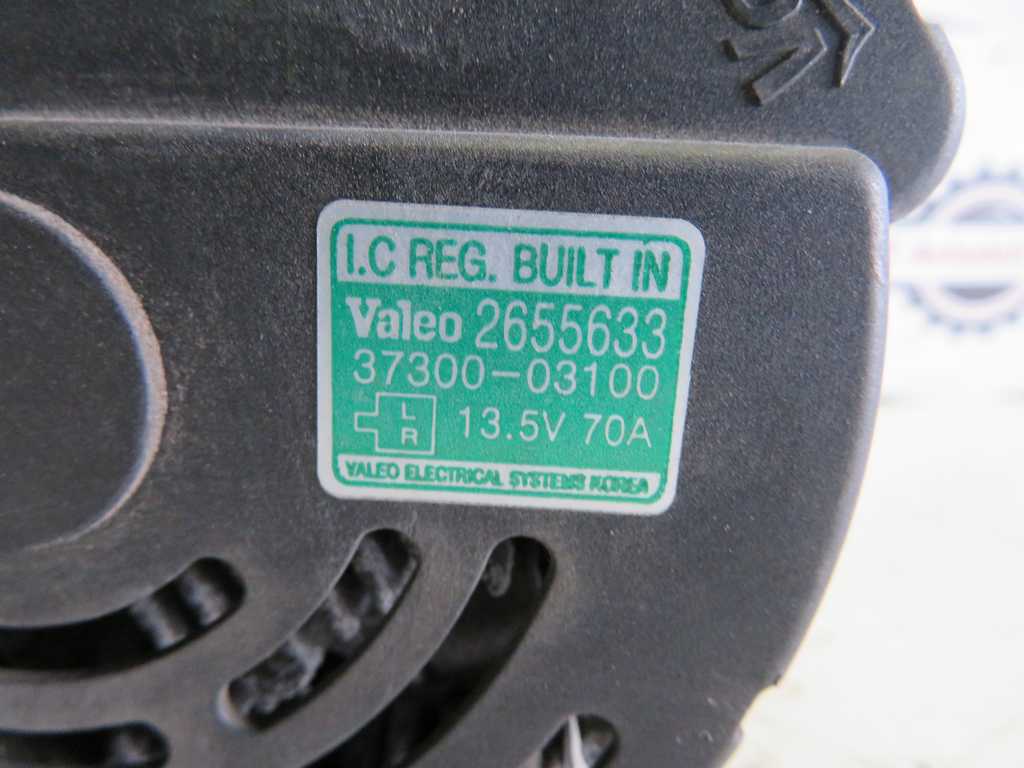 I.C REG. BUILT IN
Valeo 2655633
37300-03100
L
R
13.5V 70A
VALEO ELECTRICAL SYSTEMS KOREA